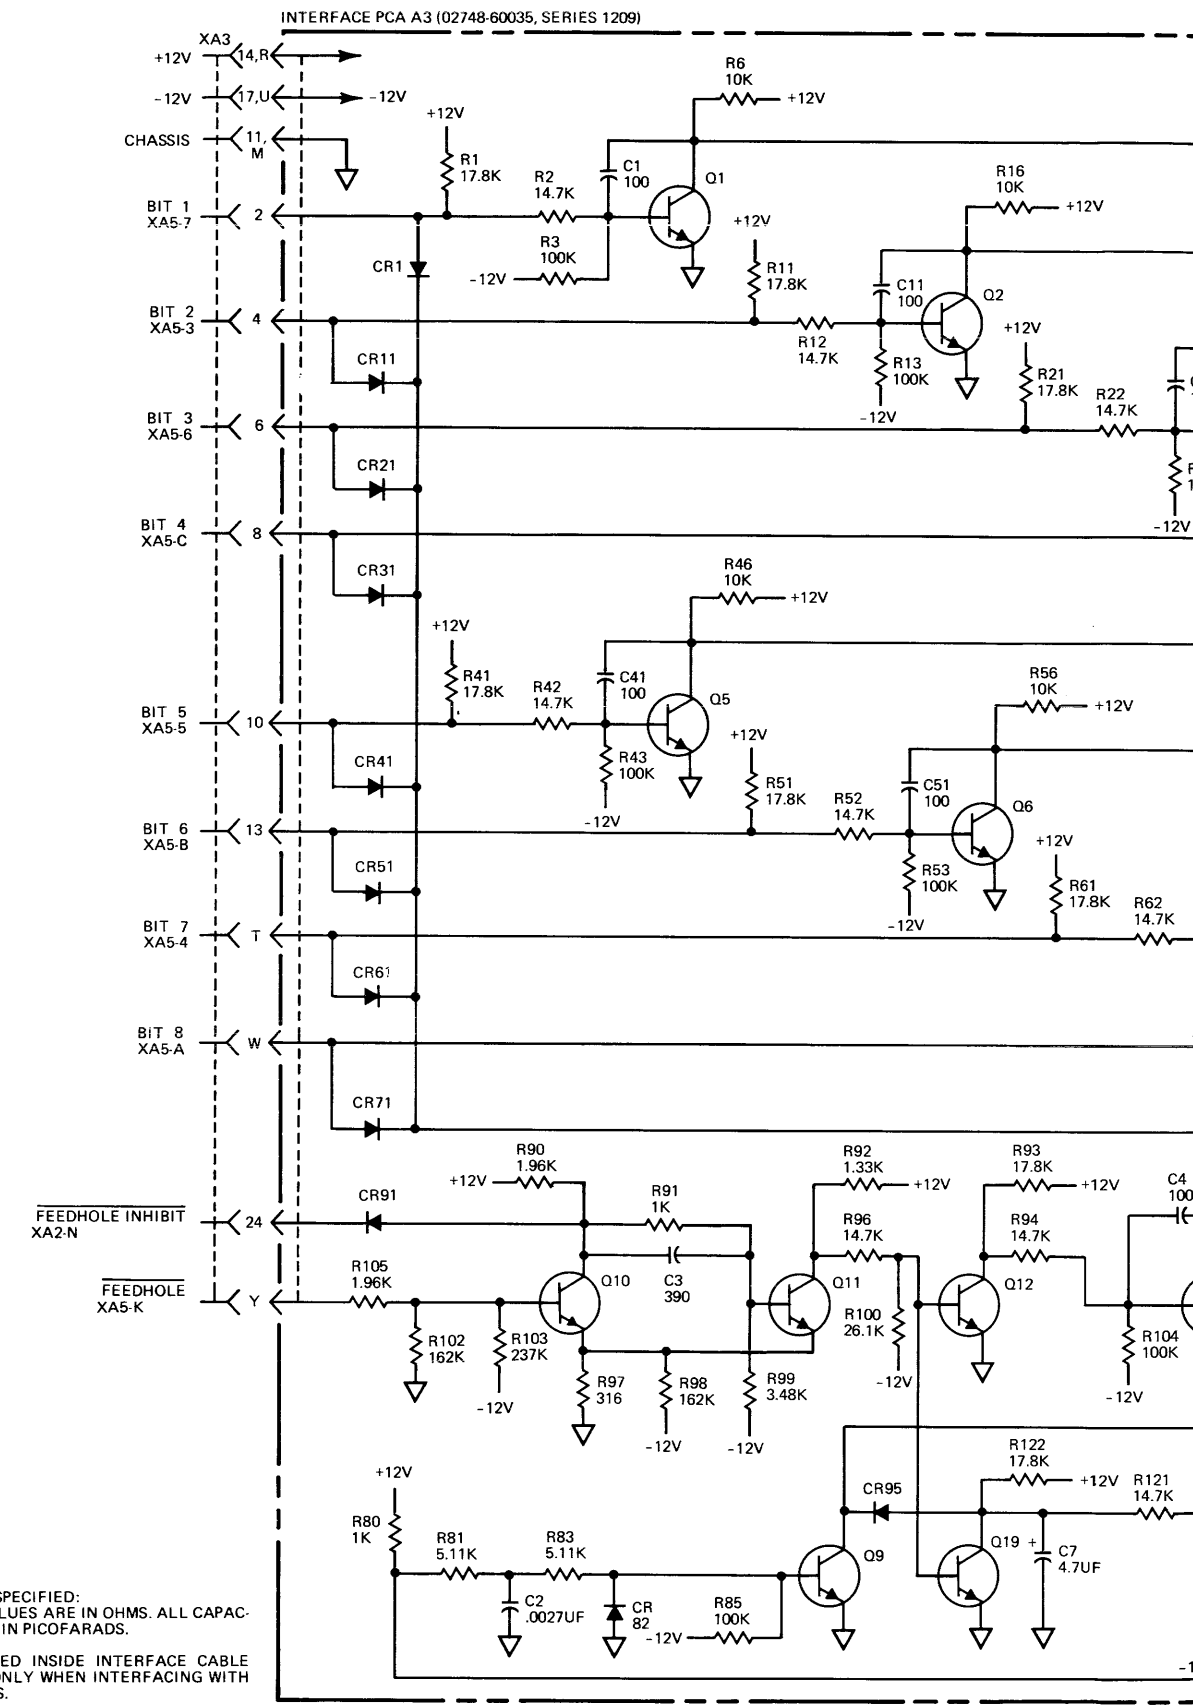 INTERFACE PCA A3 (02748-60035, SERIES 1209)
XA3
+12V
14,R
-12V
17,U
-12V
CHASSIS
11,
M
R6
10K
+12V
+12V
R1
17.8K
R2
14.7K
C1
100
Q1
R3
100K
-12V
BIT 1
XA5-7
2
CR1
R16
10K
+12V
+12V
R11
17.8K
C11
100
Q2
BIT 2
XA5-3
4
R12
14.7K
R13
100K
-12V
CR11
+12V
R21
17.8K
R22
14.7K
-12V
BIT 3
XA5-6
6
CR21
BIT 4
XA5-C
8
CR31
R46
10K
+12V
+12V
R41
17.8K
R42
14.7K
C41
100
Q5
BIT 5
XA5-5
10
R43
100K
-12V
CR41
R56
10K
+12V
+12V
R51
17.8K
R52
14.7K
C51
100
Q6
BIT 6
XA5-B
13
R53
100K
-12V
CR51
+12V
R61
17.8K
R62
14.7K
BIT 7
XA5-4
T
CR61
BIT 8
XA5-A
W
CR71
R90
1.96K
+12V
R92
1.33K
+12V
R93
17.8K
+12V
C4
100
FEEDHOLE INHIBIT
XA2-N
24
CR91
R91
1K
R96
14.7K
R94
14.7K
FEEDHOLE
XA5-K
Y
R105
1.96K
Q10
C3
390
Q11
Q12
R102
162K
R103
237K
-12V
R100
26.1K
-12V
R104
100K
-12V
R97
316
R98
162K
-12V
R99
3.48K
-12V
+12V
R80
1K
R81
5.11K
R83
5.11K
CR95
R122
17.8K
+12V
R121
14.7K
Q9
Q19
+
C7
4.7UF
C2
.0027UF
CR
82
R85
100K
-12V
-1
SPECIFIED:
LUES ARE IN OHMS. ALL CAPAC-
IN PICOFARADS.
ED INSIDE INTERFACE CABLE
ONLY WHEN INTERFACING WITH
S.